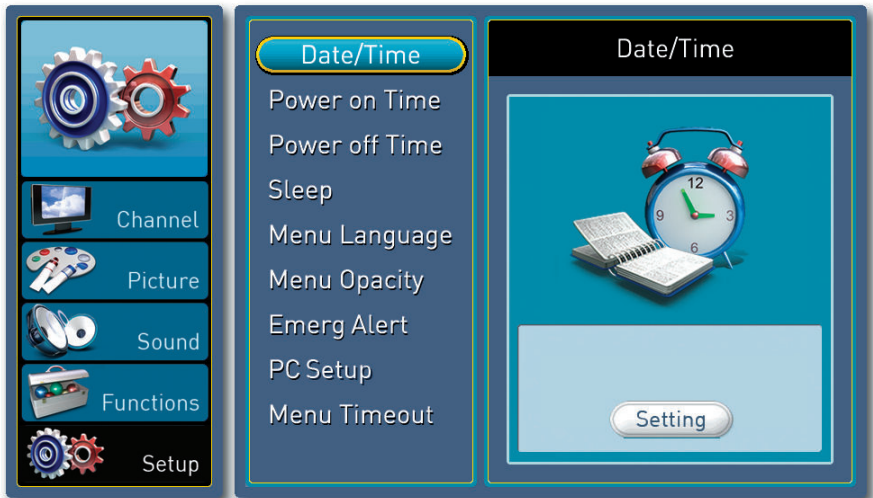 Channel
Picture
Sound
Functions
Setup
Date/Time
Power on Time
Power off Time
Sleep
Menu Language
Menu Opacity
Emerg Alert
PC Setup
Menu Timeout
Date/Time
12
9
3
6
Setting